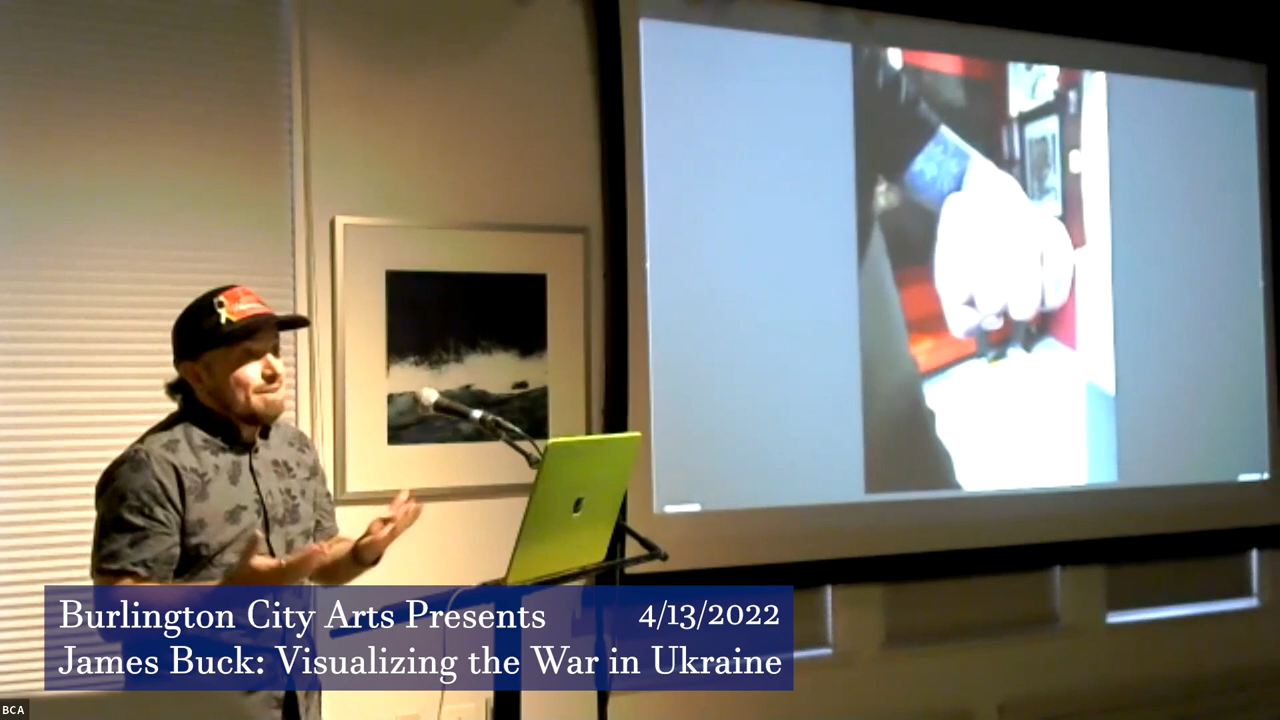 Burlington City Arts Presents 4/13/2022
James Buck: Visualizing the War in Ukraine
BCA